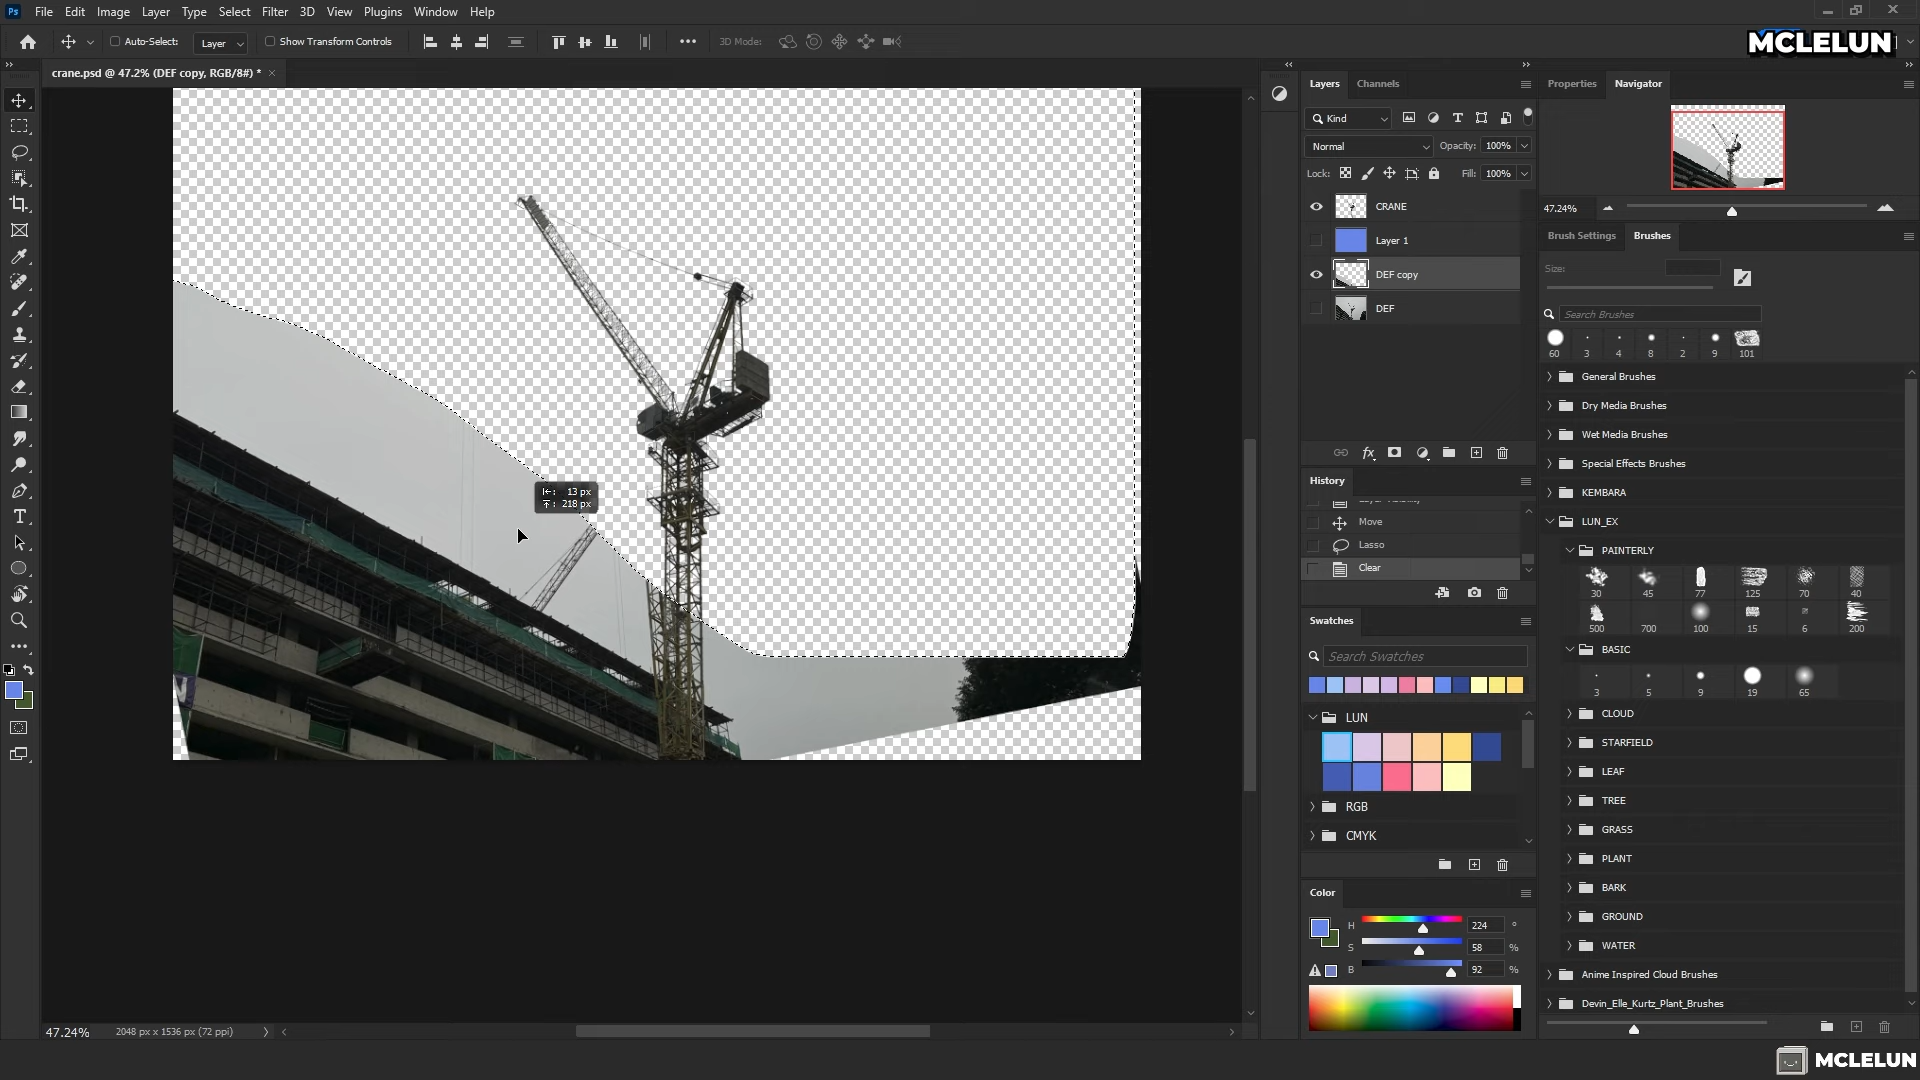 Ps File Edit Image Layer Type Select Filter 3D View Plugins Window Help
Auto-Select: Layer Show Transform Controls 3D Mode:
MCLELUN
crane.psd @ 47.2% (DEF copy, RGB/8#) * ×
13 px
218 px
47.24% 2048 px x 1536 px (72 ppi)
Layers Channels
Kind
Normal Opacity: 100%
Lock: Fill: 100%
CRANE
Layer 1
DEF copy
DEF
fx
History
Move
Lasso
Clear
Swatches
Search Swatches
LUN
RGB
CMYK
Color
H 224 °
S 58 %
B 92 %
Properties Navigator
47.24%
Brush Settings Brushes
Size:
Search Brushes
60 3 4 8 2 9 101
General Brushes
Dry Media Brushes
Wet Media Brushes
Special Effects Brushes
KEMBARA
LUN_EX
PAINTERLY
30 45 77 125 70 40
500 700 100 15 6 200
BASIC
3 5 9 19 65
CLOUD
STARFIELD
LEAF
TREE
GRASS
PLANT
BARK
GROUND
WATER
Anime Inspired Cloud Brushes
Devin_Elle_Kurtz_Plant_Brushes
MCLELUN